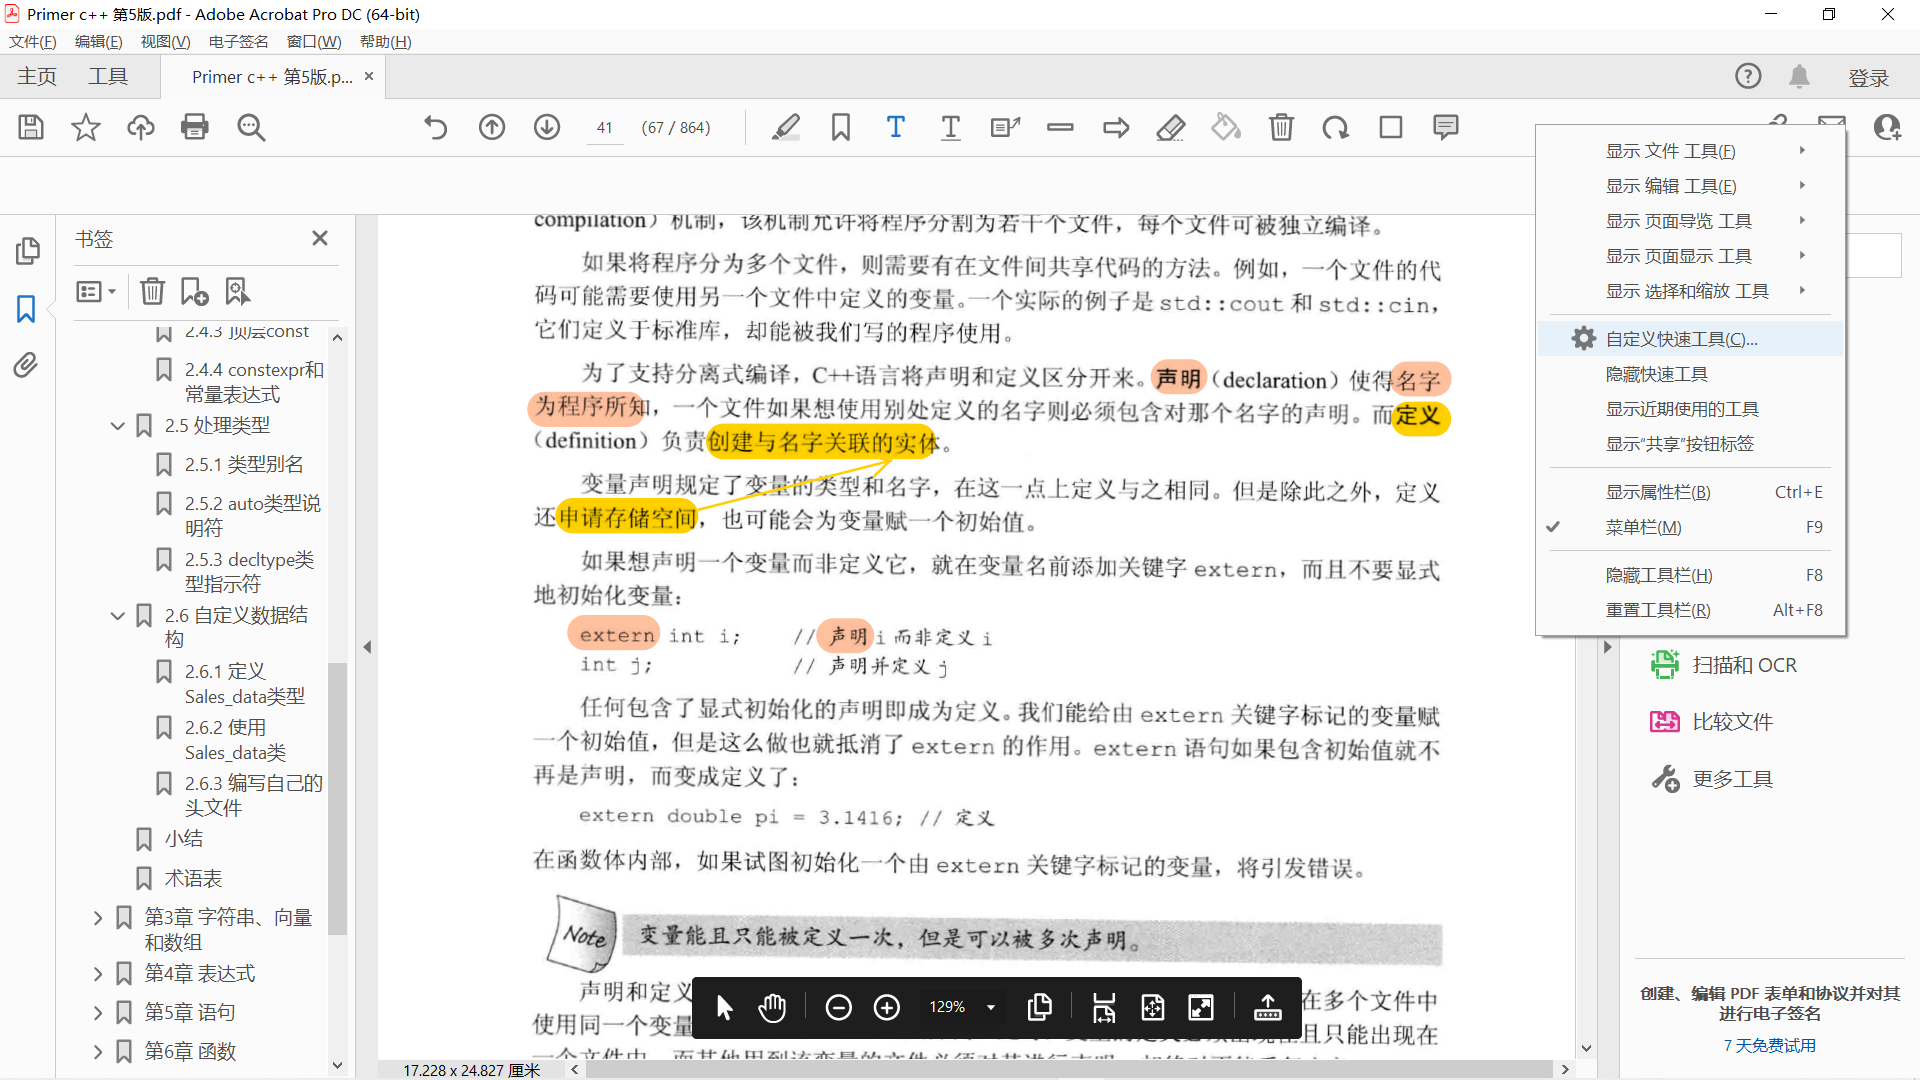 Primer c++ 第5版.pdf - Adobe Acrobat Pro DC (64-bit)
文件(F) 编辑(E) 视图(V) 电子签名 窗口(W) 帮助(H)
主页 工具 Primer c++ 第5版.p... × 登录
41 (67 / 864)
书签
2.4.3 顶层const
2.4.4 constexpr和
常量表达式
2.5 处理类型
2.5.1 类型别名
2.5.2 auto类型说
明符
2.5.3 decltype类
型指示符
2.6 自定义数据结
构
2.6.1 定义
Sales_data类型
2.6.2 使用
Sales_data类
2.6.3 编写自己的
头文件
小结
术语表
第3章 字符串、向量
和数组
第4章 表达式
第5章 语句
第6章 函数
compilation）机制，该机制允许将程序分割为若干个文件，每个文件可被独立编译。
如果将程序分为多个文件，则需要有在文件间共享代码的方法。例如，一个文件的代
码可能需要使用另一个文件中定义的变量。一个实际的例子是 std::cout 和 std::cin，
它们定义于标准库，却能被我们写的程序使用。
为了支持分离式编译，C++语言将声明和定义区分开来。声明（declaration）使得名字
为程序所知，一个文件如果想使用别处定义的名字则必须包含对那个名字的声明。而定义
（definition）负责创建与名字关联的实体。
变量声明规定了变量的类型和名字，在这一点上定义与之相同。但是除此之外，定义
还申请存储空间，也可能会为变量赋一个初始值。
如果想声明一个变量而非定义它，就在变量名前添加关键字 extern，而且不要显式
地初始化变量：
extern int i; // 声明 i 而非定义 i
int j; // 声明并定义 j
任何包含了显式初始化的声明即成为定义。我们能给由 extern 关键字标记的变量赋
一个初始值，但是这么做也就抵消了 extern 的作用。extern 语句如果包含初始值就不
再是声明，而变成定义了：
extern double pi = 3.1416; // 定义
在函数体内部，如果试图初始化一个由 extern 关键字标记的变量，将引发错误。
Note 变量能且只能被定义一次，但是可以被多次声明。
声明和定义
在多个文件中
使用同一个变量
且只能出现在
129%
17.228 x 24.827 厘米
显示 文件 工具(F)
显示 编辑 工具(E)
显示 页面导览 工具
显示 页面显示 工具
显示 选择和缩放 工具
自定义快速工具(C)...
隐藏快速工具
显示近期使用的工具
显示“共享”按钮标签
显示属性栏(B) Ctrl+E
菜单栏(M) F9
隐藏工具栏(H) F8
重置工具栏(R) Alt+F8
扫描和 OCR
比较文件
更多工具
创建、编辑 PDF 表单和协议并对其
进行电子签名
7 天免费试用